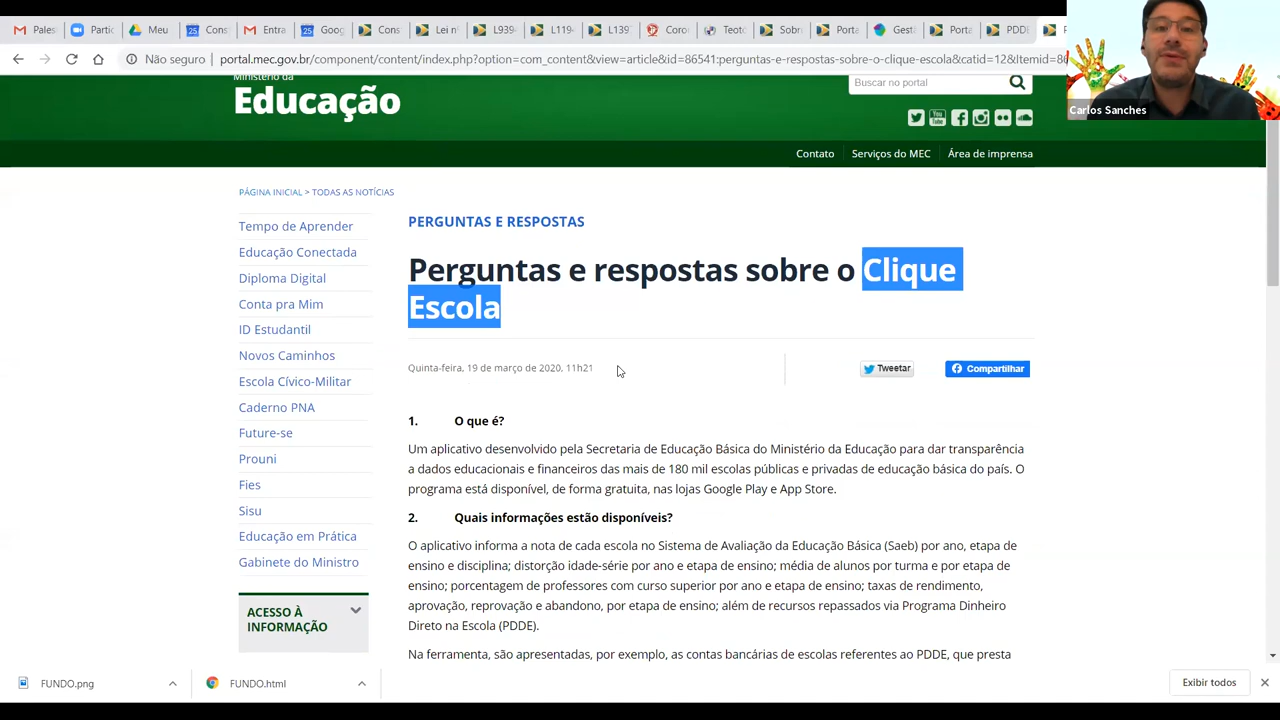 Pales
Partic
Meu
Cons
Entra
Goog
Cons
Lei n
L939
L119
L139
Coro
Teot
Sobr
Porta
Gest
Porta
PDD
Não seguro
portal.mec.gov.br/component/content/index.php?option=com_content&view=article&id=86541:perguntas-e-respostas-sobre-o-clique-escola&catid=12&Itemid=86
Carlos Sanches
Ministério da
Educação
Buscar no portal
Contato
Serviços do MEC
Área de imprensa
PÁGINA INICIAL > TODAS AS NOTÍCIAS
Tempo de Aprender
Educação Conectada
Diploma Digital
Conta pra Mim
ID Estudantil
Novos Caminhos
Escola Cívico-Militar
Caderno PNA
Future-se
Prouni
Fies
Sisu
Educação em Prática
Gabinete do Ministro
ACESSO À
INFORMAÇÃO
PERGUNTAS E RESPOSTAS
Perguntas e respostas sobre o Clique
Escola
Quinta-feira, 19 de março de 2020, 11h21
Tweetar
Compartilhar
1. O que é?
Um aplicativo desenvolvido pela Secretaria de Educação Básica do Ministério da Educação para dar transparência
a dados educacionais e financeiros das mais de 180 mil escolas públicas e privadas de educação básica do país. O
programa está disponível, de forma gratuita, nas lojas Google Play e App Store.
2. Quais informações estão disponíveis?
O aplicativo informa a nota de cada escola no Sistema de Avaliação da Educação Básica (Saeb) por ano, etapa de
ensino e disciplina; distorção idade-série por ano e etapa de ensino; média de alunos por turma e por etapa de
ensino; porcentagem de professores com curso superior por ano e etapa de ensino; taxas de rendimento,
aprovação, reprovação e abandono, por etapa de ensino; além de recursos repassados via Programa Dinheiro
Direto na Escola (PDDE).
Na ferramenta, são apresentadas, por exemplo, as contas bancárias de escolas referentes ao PDDE, que presta
FUNDO.png
FUNDO.html
Exibir todos